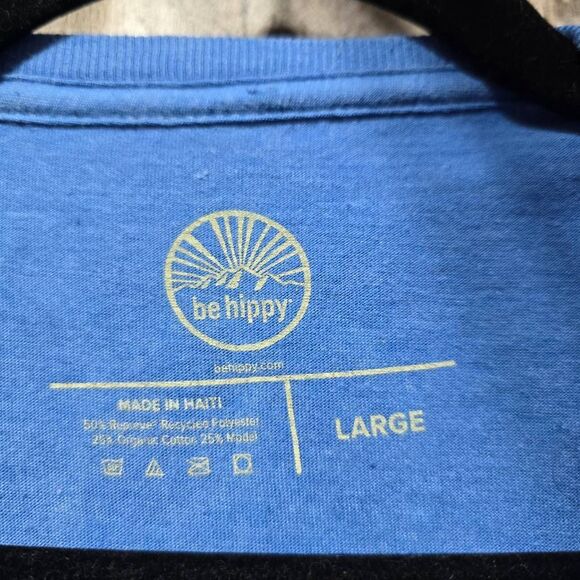 be hippy
behippy.com
MADE IN HAITI
50% Repreve® Recycled Polyester
25% Organic Cotton, 25% Modal
LARGE